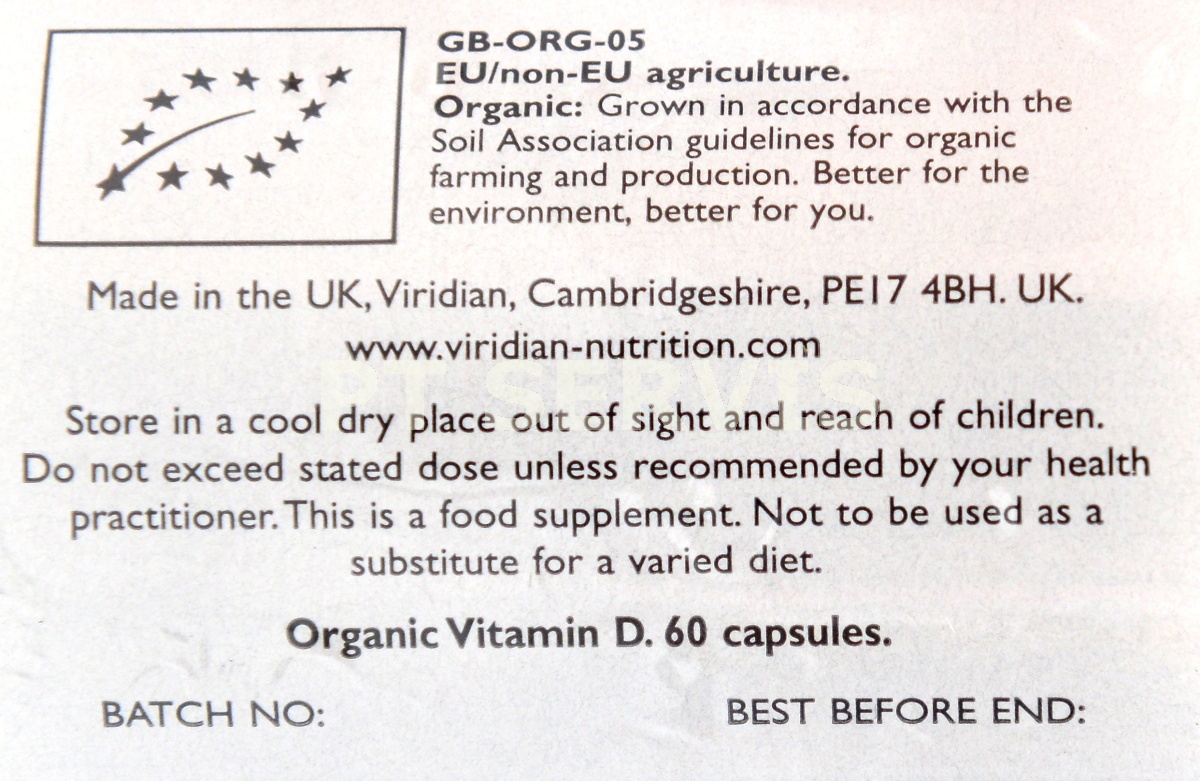 GB-ORG-05
EU/non-EU agriculture.
Organic: Grown in accordance with the
Soil Association guidelines for organic
farming and production. Better for the
environment, better for you.
Made in the UK, Viridian, Cambridgeshire, PE17 4BH. UK.
www.viridian-nutrition.com
Store in a cool dry place out of sight and reach of children.
Do not exceed stated dose unless recommended by your health
practitioner. This is a food supplement. Not to be used as a
substitute for a varied diet.
Organic Vitamin D. 60 capsules.
BATCH NO:
BEST BEFORE END: